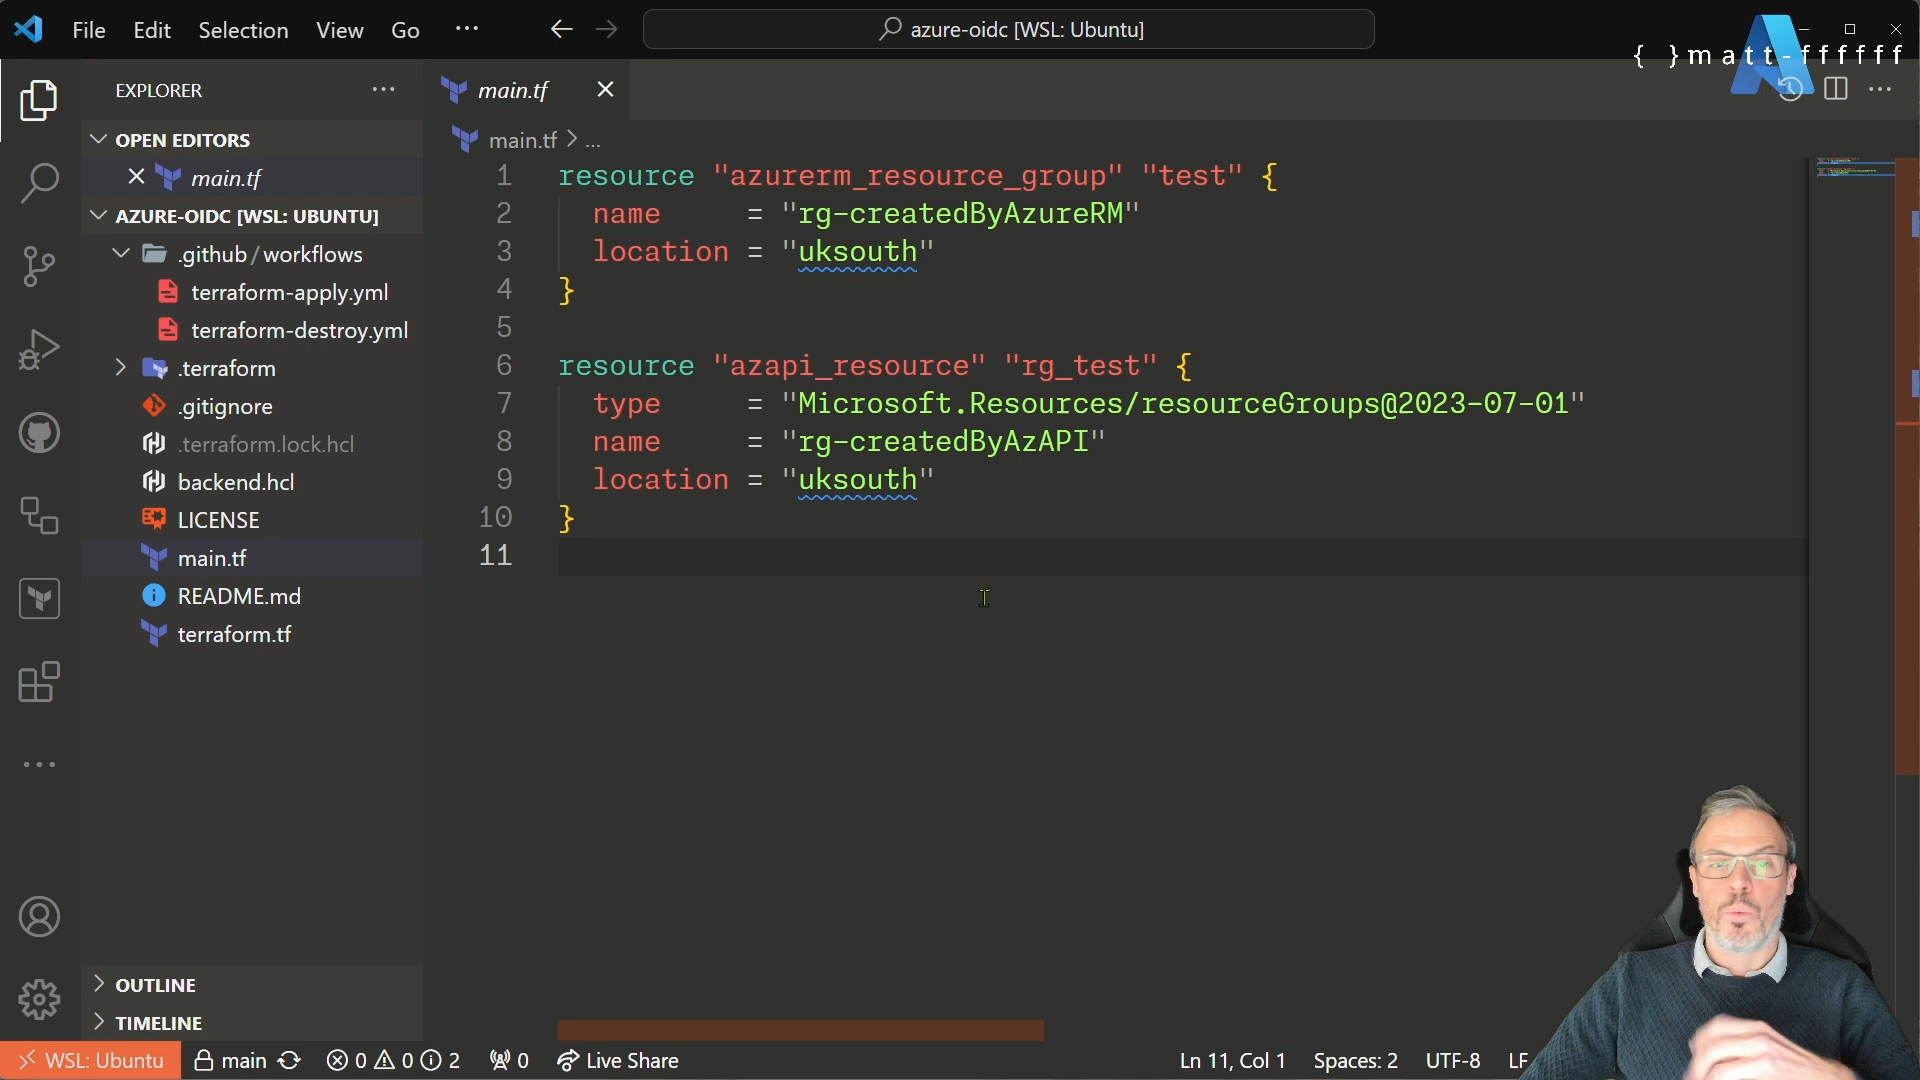 File Edit Selection View Go ...
azure-oidc [WSL: Ubuntu]
{ }matt-ffffff
EXPLORER
OPEN EDITORS
main.tf
AZURE-OIDC [WSL: UBUNTU]
.github/workflows
terraform-apply.yml
terraform-destroy.yml
.terraform
.gitignore
.terraform.lock.hcl
backend.hcl
LICENSE
main.tf
README.md
terraform.tf
OUTLINE
TIMELINE
main.tf
main.tf > ...
1 resource "azurerm_resource_group" "test" {
2 name = "rg-createdByAzureRM"
3 location = "uksouth"
4 }
5
6 resource "azapi_resource" "rg_test" {
7 type = "Microsoft.Resources/resourceGroups@2023-07-01"
8 name = "rg-createdByAzAPI"
9 location = "uksouth"
10 }
11
WSL: Ubuntu main 0 0 2 0 Live Share Ln 11, Col 1 Spaces: 2 UTF-8 LF